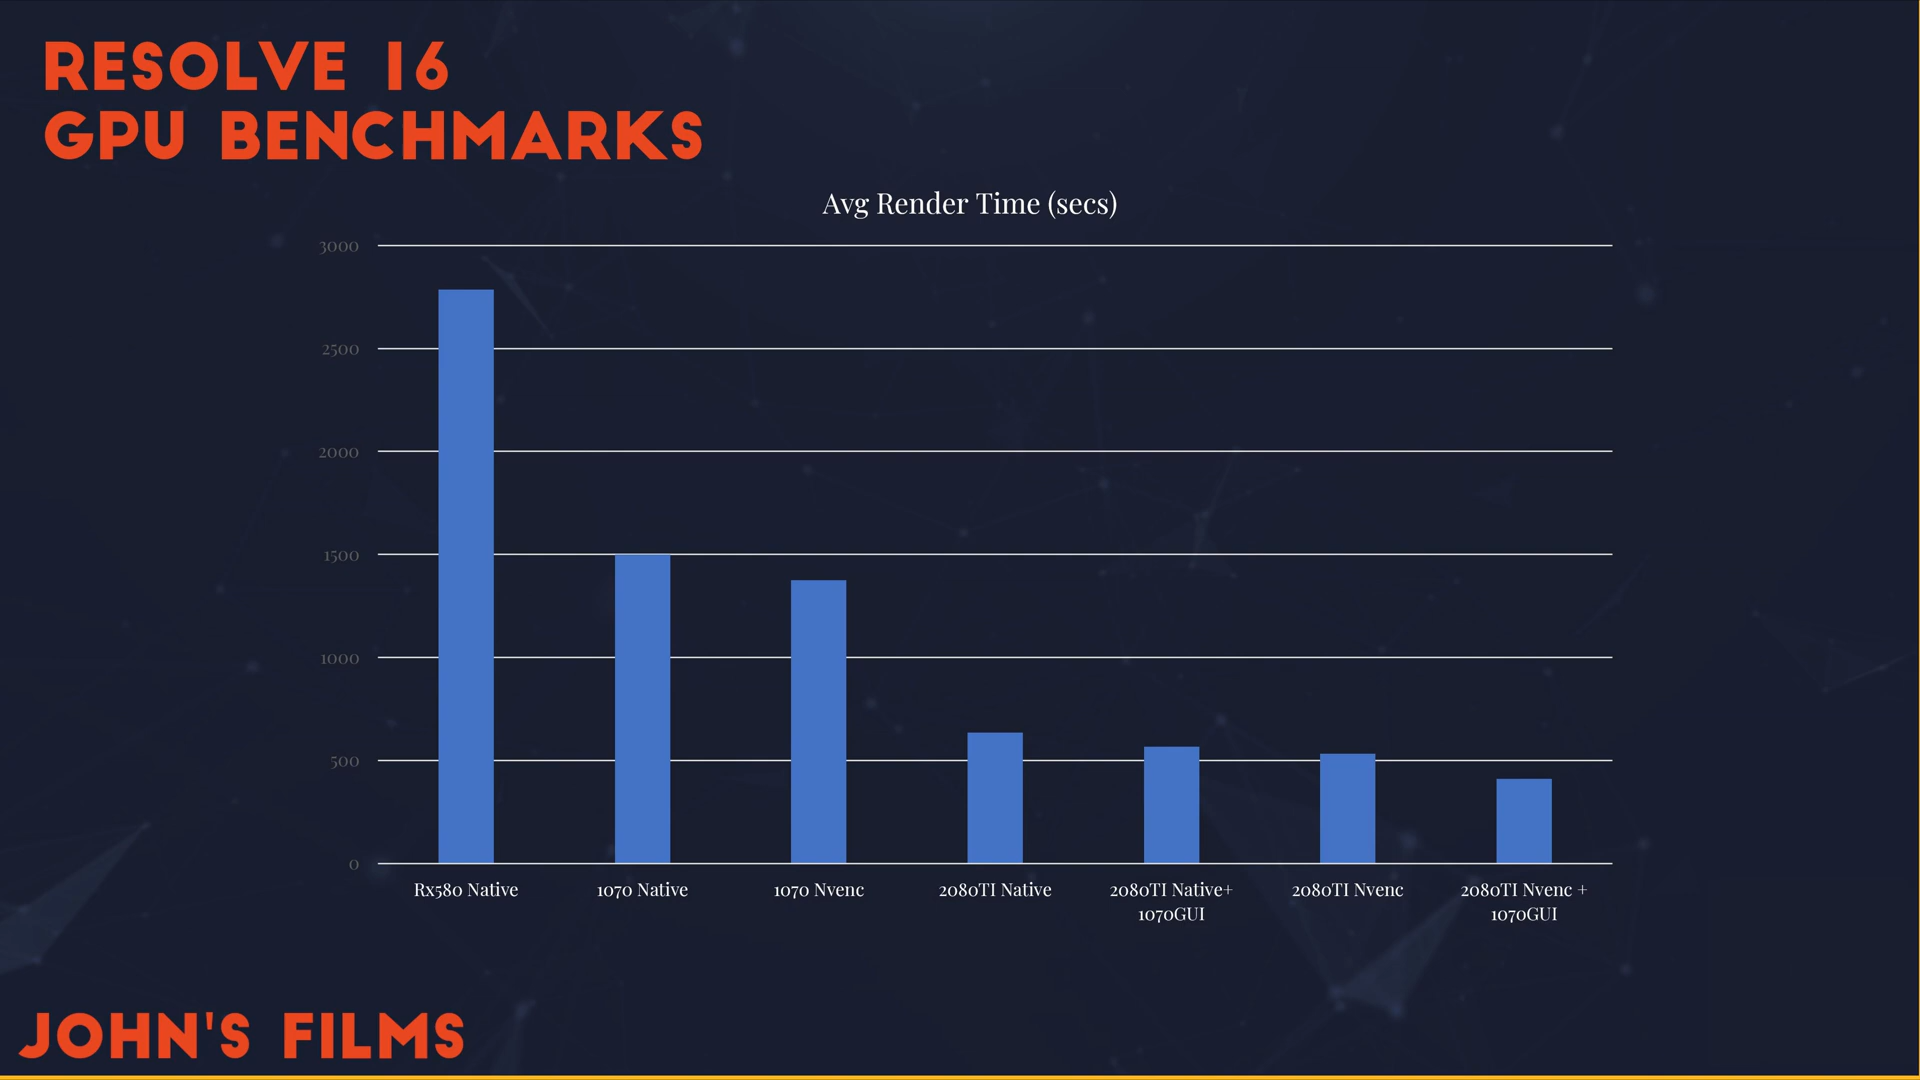 RESOLVE 16
GPU BENCHMARKS
Avg Render Time (secs)
3000
2500
2000
1500
1000
500
0
Rx580 Native
1070 Native
1070 Nvenc
2080TI Native
2080TI Native+
1070GUI
2080TI Nvenc
2080TI Nvenc +
1070GUI
JOHN'S FILMS